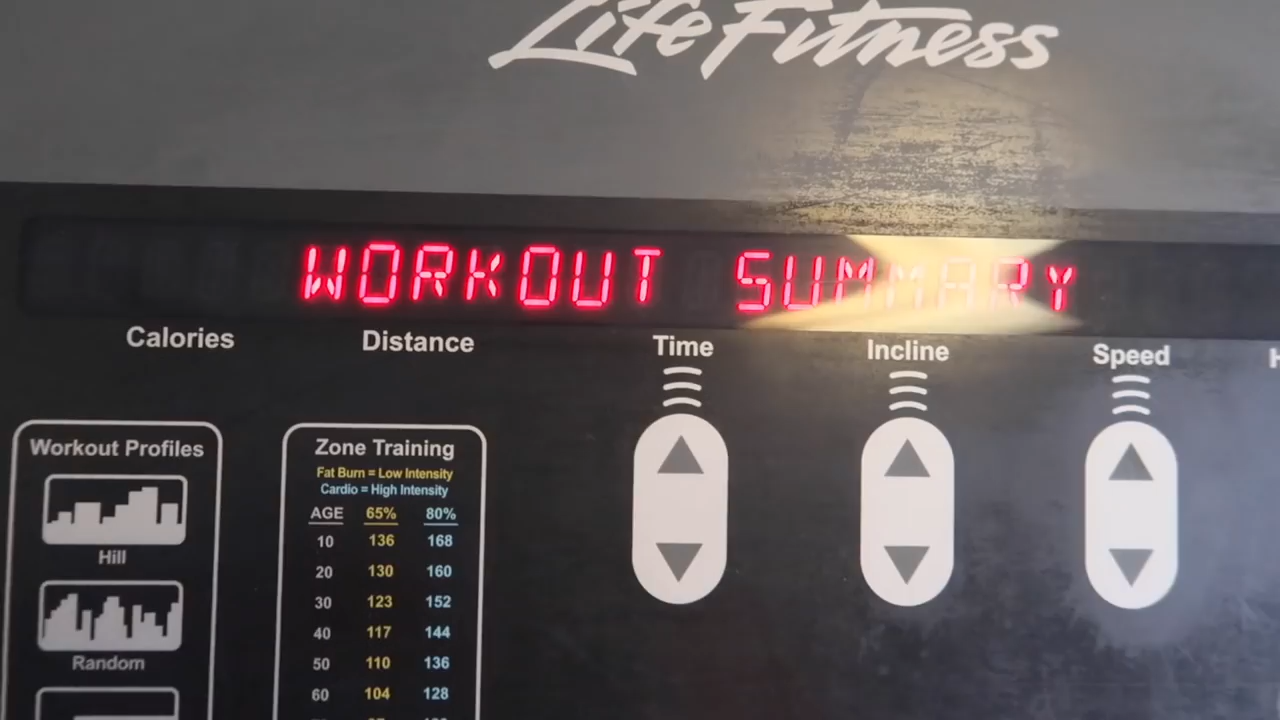 Life Fitness
WORKOUT SUMMARY
Calories
Distance
Time
Incline
Speed
Workout Profiles
Hill
Random
Zone Training
Fat Burn = Low Intensity
Cardio = High Intensity
AGE 65% 80%
10 136 168
20 130 160
30 123 152
40 117 144
50 110 136
60 104 128